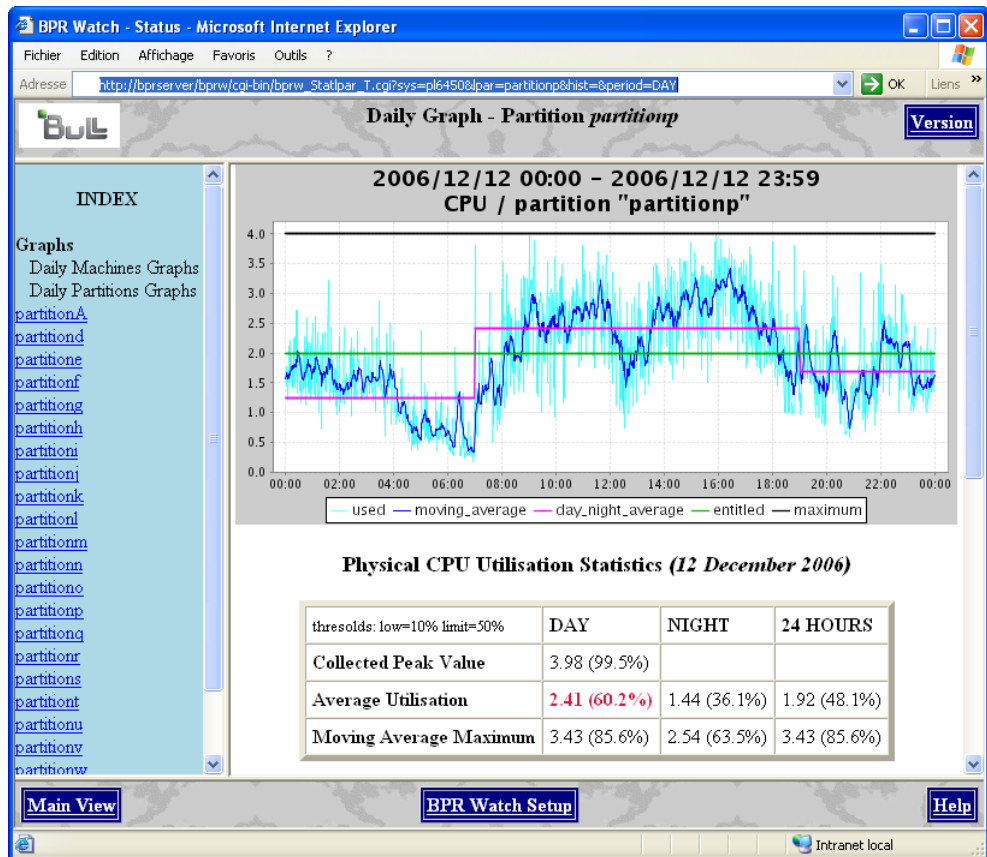 BPR Watch - Status - Microsoft Internet Explorer
Fichier Edition Affichage Favoris Outils ?
Adresse http://bprserver/bprw/cgi-bin/bprw_Statlpar_T.cgi?sys=pl6450&lpar=partitionp&hist=&period=DAY OK Liens »
Bull
Daily Graph - Partition partitionp
Version
INDEX
Graphs
Daily Machines Graphs
Daily Partitions Graphs
partitionA
partitiond
partitione
partitionf
partitiong
partitionh
partitioni
partitionj
partitionk
partitionl
partitionm
partitionn
partitiono
partitionp
partitionq
partitionr
partitions
partitiont
partitionu
partitionv
partitionw
2006/12/12 00:00 - 2006/12/12 23:59
CPU / partition "partitionp"
4.0
3.5
3.0
2.5
2.0
1.5
1.0
0.5
0.0
00:00 02:00 04:00 06:00 08:00 10:00 12:00 14:00 16:00 18:00 20:00 22:00 00:00
used moving_average day_night_average entitled maximum
Physical CPU Utilisation Statistics (12 December 2006)
thresolds: low=10% limit=50% DAY NIGHT 24 HOURS
Collected Peak Value 3.98 (99.5%)
Average Utilisation 2.41 (60.2%) 1.44 (36.1%) 1.92 (48.1%)
Moving Average Maximum 3.43 (85.6%) 2.54 (63.5%) 3.43 (85.6%)
Main View
BPR Watch Setup
Help
Intranet local